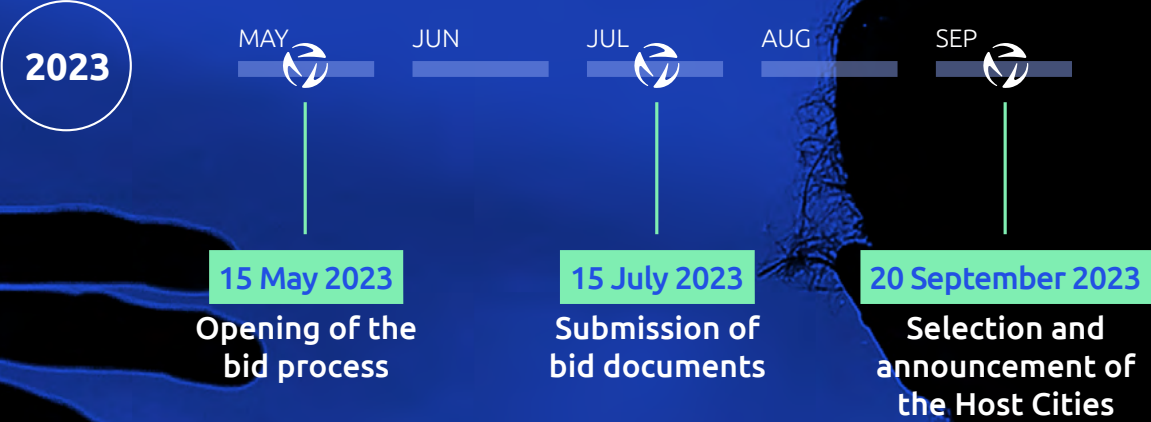 2023
MAY
JUN
JUL
AUG
SEP
15 May 2023
Opening of the
bid process
15 July 2023
Submission of
bid documents
20 September 2023
Selection and
announcement of
the Host Cities